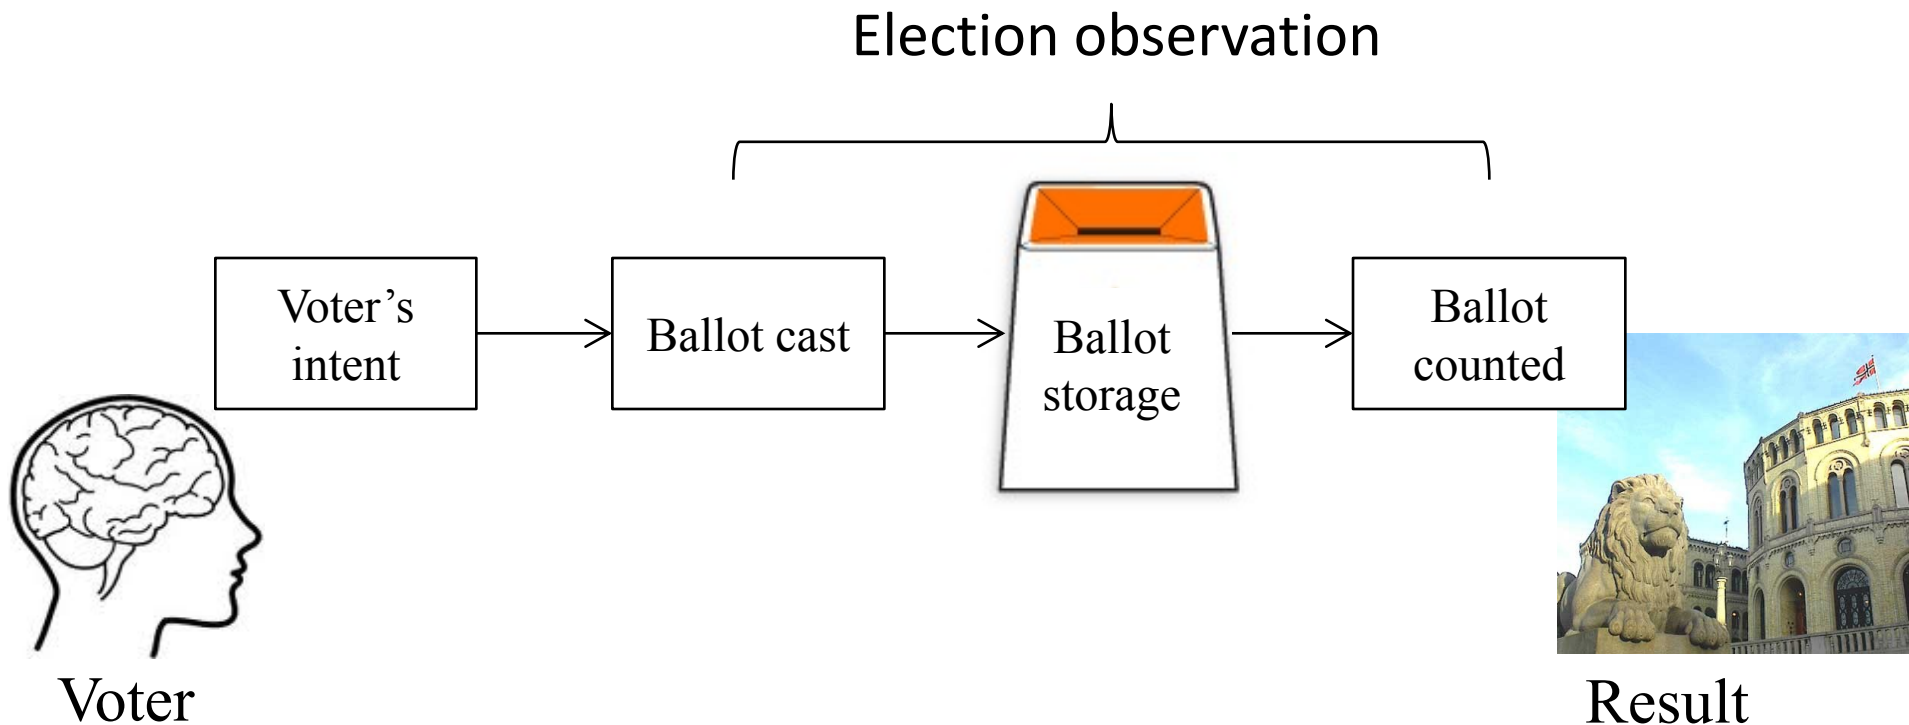 Election observation
Voter’s
intent
Ballot cast
Ballot
storage
Ballot
counted
Voter
Result